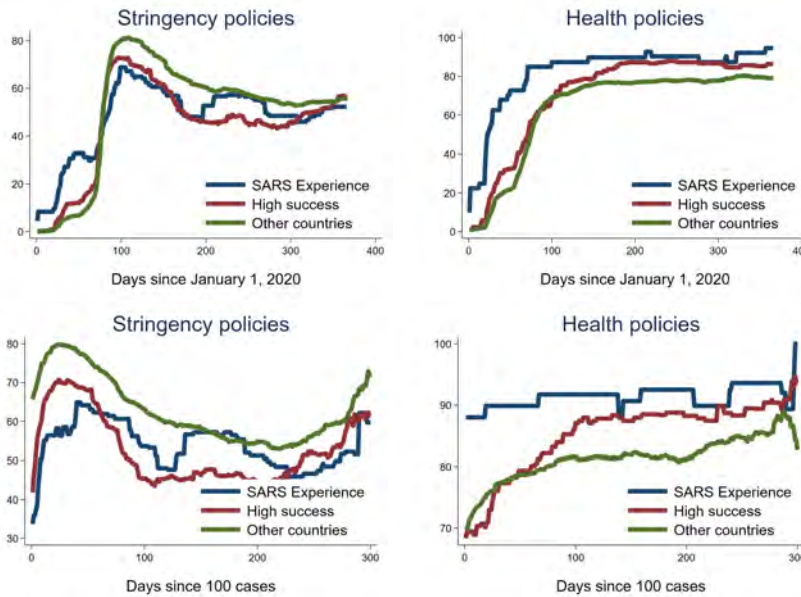 Stringency policies
80
60
40
20
0
SARS Experience
High success
Other countries
0
100
200
300
400
Days since January 1, 2020
Health policies
100
80
60
40
20
0
SARS Experience
High success
Other countries
0
100
200
300
400
Days since January 1, 2020
Stringency policies
80
70
60
50
40
30
SARS Experience
High success
Other countries
0
100
200
300
Days since 100 cases
Health policies
100
90
80
70
SARS Experience
High success
Other countries
0
100
200
300
Days since 100 cases